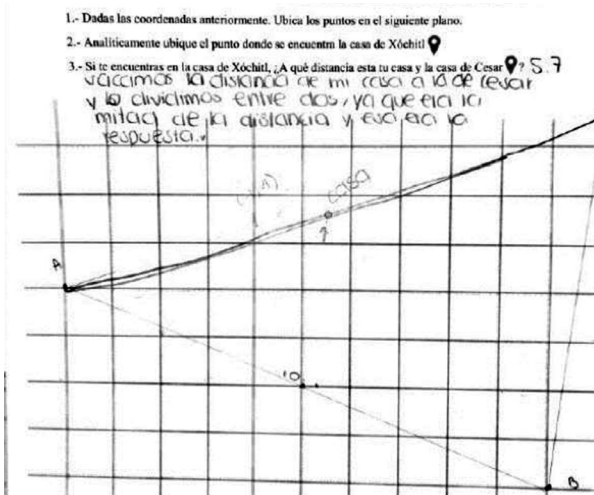 1.- Dadas las coordenadas anteriormente. Ubica los puntos en el siguiente plano.
2.- Analíticamente ubique el punto donde se encuentra la casa de Xóchitl
3.- Si te encuentras en la casa de Xóchitl, ¿A qué distancia esta tu casa y la casa de Cesar ? 5.7
la distancia de mi casa a la de Cesar
y lo dividimos entre dos, ya que era la
mitad de la distancia y esa era la
respuesta.
casa
A
10
B